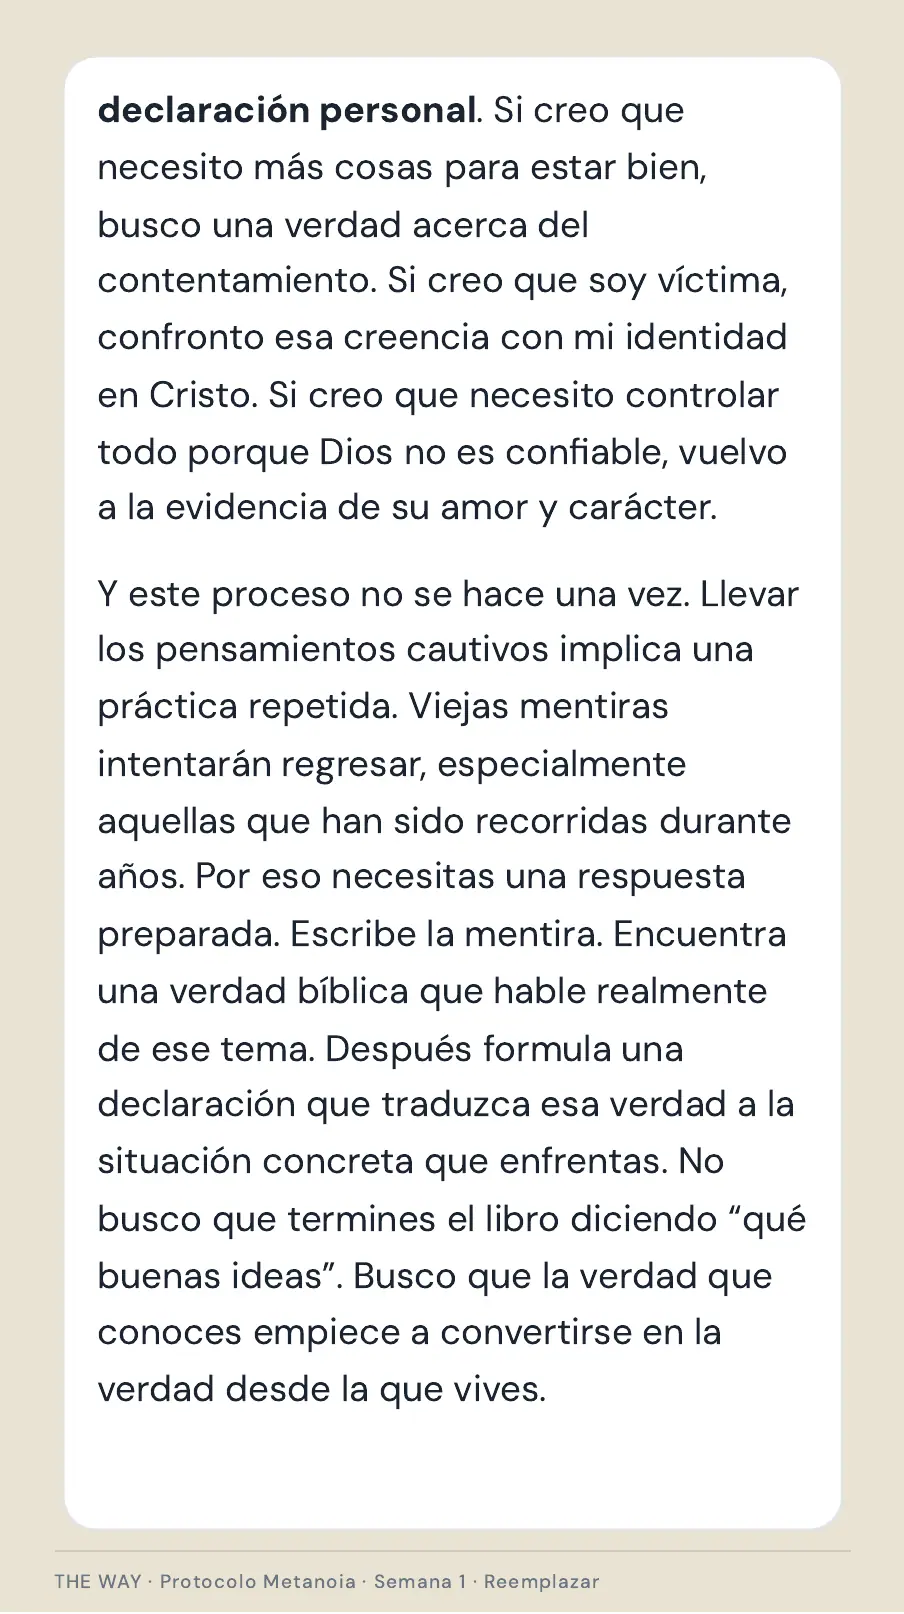 declaración personal. Si creo que
necesito más cosas para estar bien,
busco una verdad acerca del
contentamiento. Si creo que soy víctima,
confronto esa creencia con mi identidad
en Cristo. Si creo que necesito controlar
todo porque Dios no es confiable, vuelvo
a la evidencia de su amor y carácter.
Y este proceso no se hace una vez. Llevar
los pensamientos cautivos implica una
práctica repetida. Viejas mentiras
intentarán regresar, especialmente
aquellas que han sido recorridas durante
años. Por eso necesitas una respuesta
preparada. Escribe la mentira. Encuentra
una verdad bíblica que hable realmente
de ese tema. Después formula una
declaración que traduzca esa verdad a la
situación concreta que enfrentas. No
busco que termines el libro diciendo “qué
buenas ideas”. Busco que la verdad que
conoces empiece a convertirse en la
verdad desde la que vives.
THE WAY · Protocolo Metanoia · Semana 1 · Reemplazar